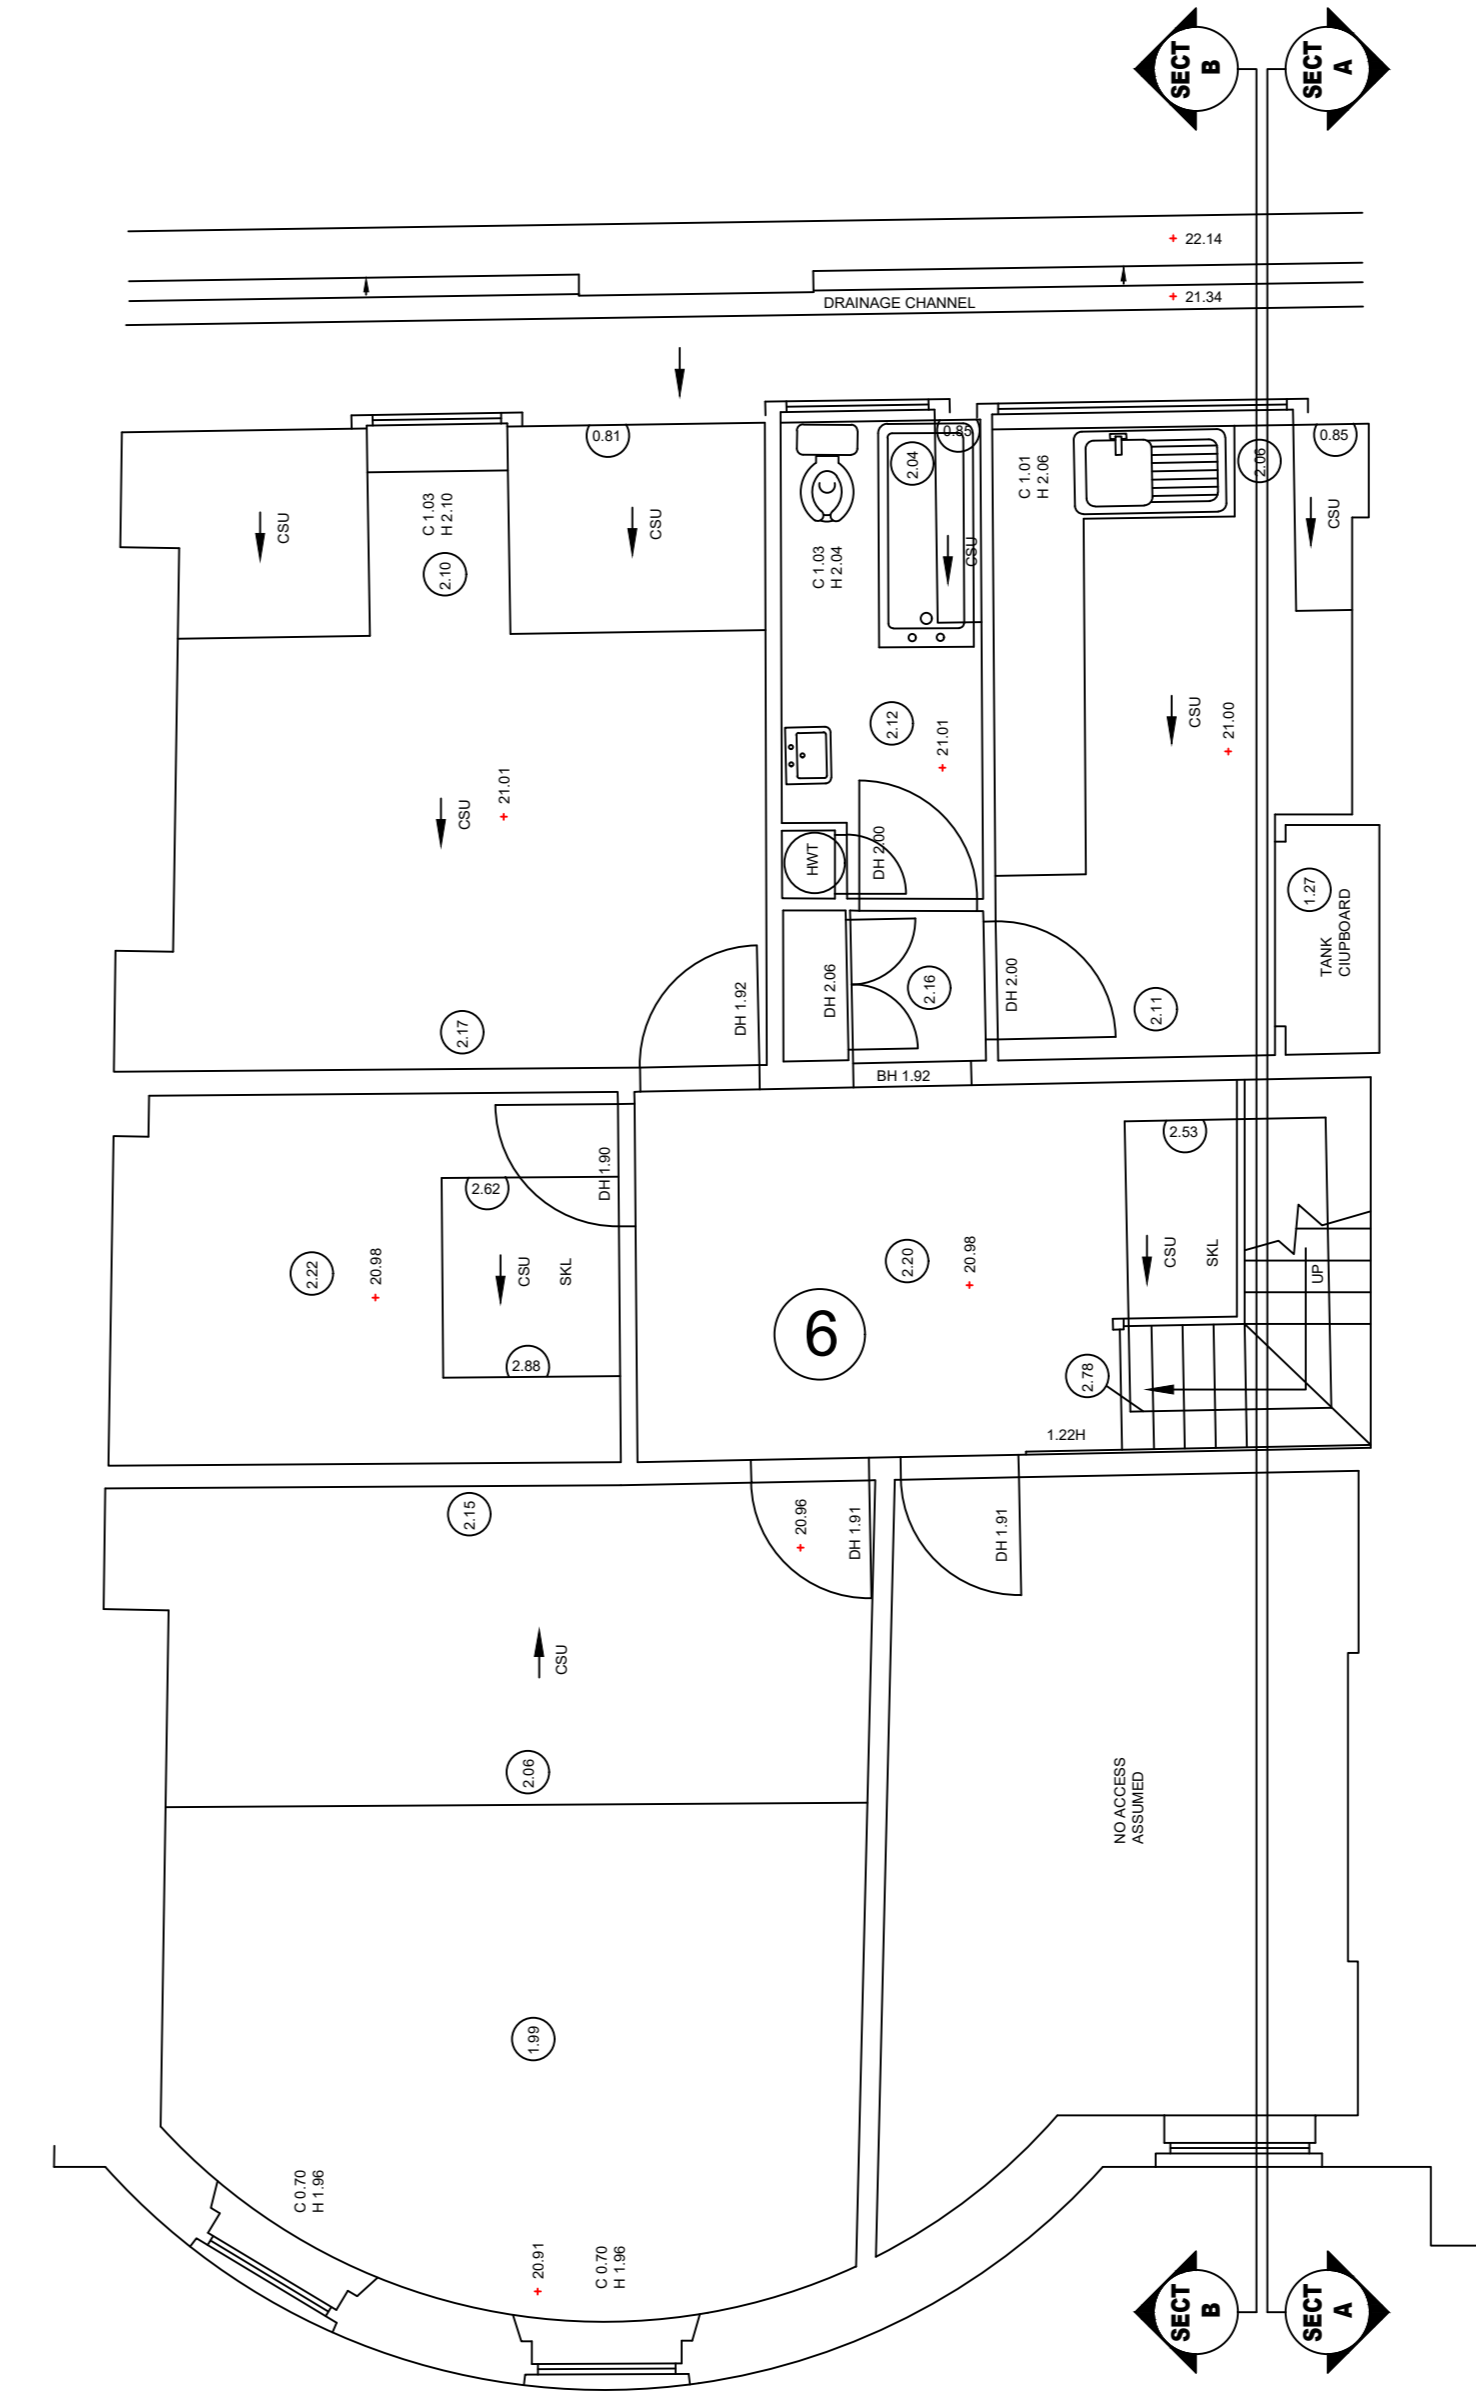 SECT
B
SECT
A
+ 22.14
+ 21.34
DRAINAGE CHANNEL
0.81
0.85
0.85
2.04
2.06
C 1.01
H 2.06
C 1.03
H 2.10
C 1.03
H 2.04
2.10
CSU
CSU
CSU
CSU
2.12
+ 21.01
CSU
+ 21.00
CSU
+ 21.01
HWT
DH 2.00
1.27
TANK
CIUPBOARD
2.17
DH 1.92
DH 2.06
2.16
DH 2.00
2.11
BH 1.92
2.53
DH 1.90
2.62
2.22
+ 20.98
CSU
SKL
2.20
+ 20.98
CSU
SKL
UP
6
2.88
2.78
1.22H
2.15
+ 20.96
DH 1.91
DH 1.91
CSU
2.06
NO ACCESS
ASSUMED
1.99
C 0.70
H 1.96
+ 20.91
C 0.70
H 1.96
SECT
B
SECT
A